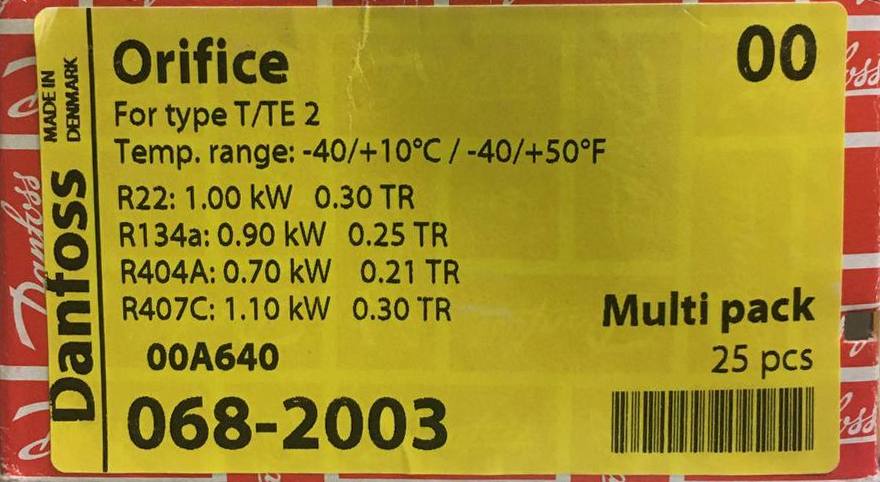 Orifice
00
For type T/TE 2
Temp. range: -40/+10°C / -40/+50°F
R22: 1.00 kW 0.30 TR
R134a: 0.90 kW 0.25 TR
R404A: 0.70 kW 0.21 TR
R407C: 1.10 kW 0.30 TR
00A640
068-2003
Multi pack
25 pcs
MADE IN
DENMARK
Danfoss
Danfoss